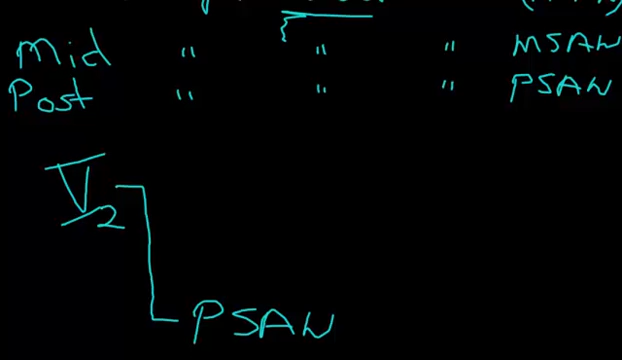 Mid " " " MSAN
Post " " " PSAN
V2
PSAN